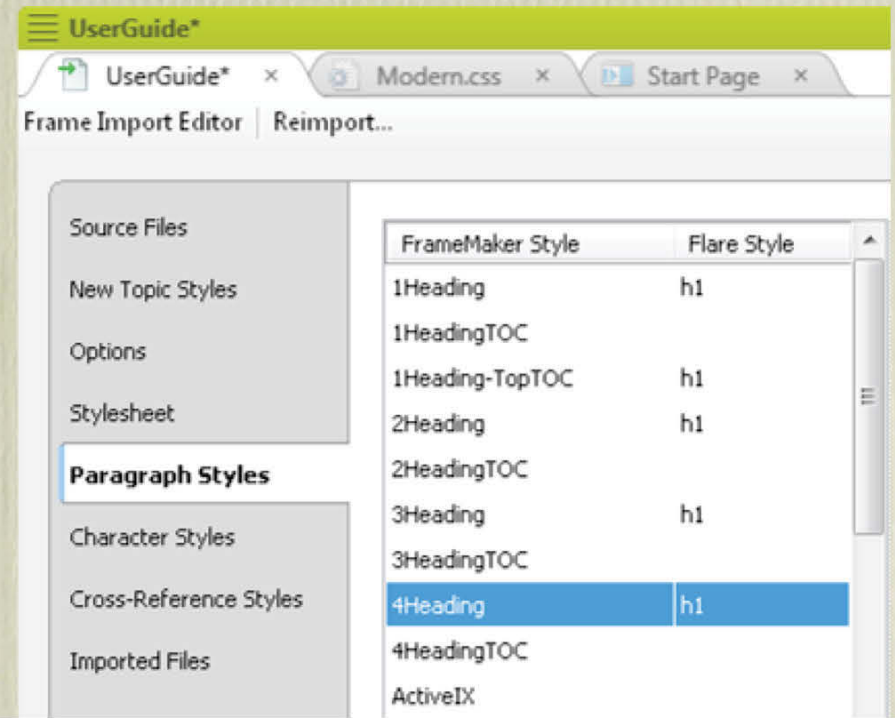 UserGuide*
UserGuide* × Modern.css × Start Page ×
Frame Import Editor Reimport...
Source Files
New Topic Styles
Options
Stylesheet
Paragraph Styles
Character Styles
Cross-Reference Styles
Imported Files
FrameMaker Style Flare Style
1Heading h1
1HeadingTOC
1Heading-TopTOC h1
2Heading h1
2HeadingTOC
3Heading h1
3HeadingTOC
4Heading h1
4HeadingTOC
ActiveIX